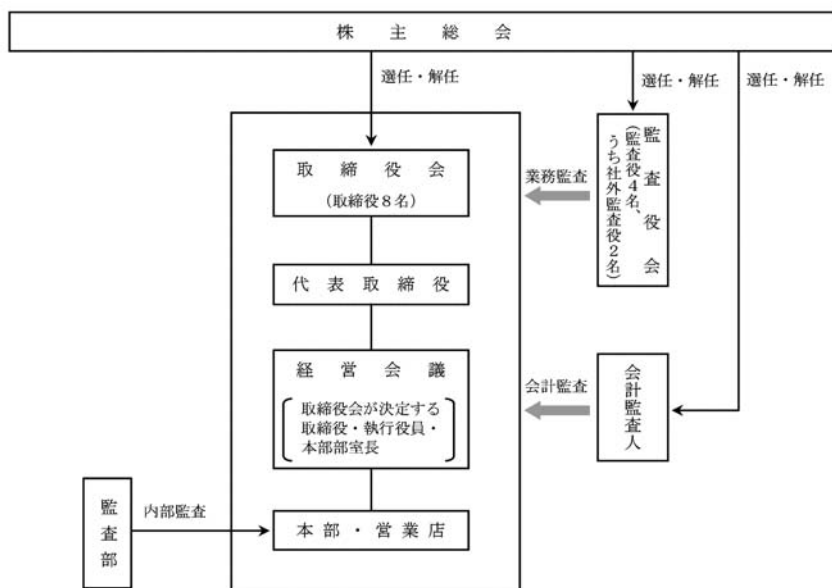 株主総会
選任・解任
選任・解任
選任・解任
取締役会
（取締役８名）
業務監査
監査役会
（監査役４名、
うち社外監査役２名）
代表取締役
経営会議
取締役会が決定する
取締役・執行役員・
本部部室長
会計監査
会計監査人
監査部
内部監査
本部・営業店